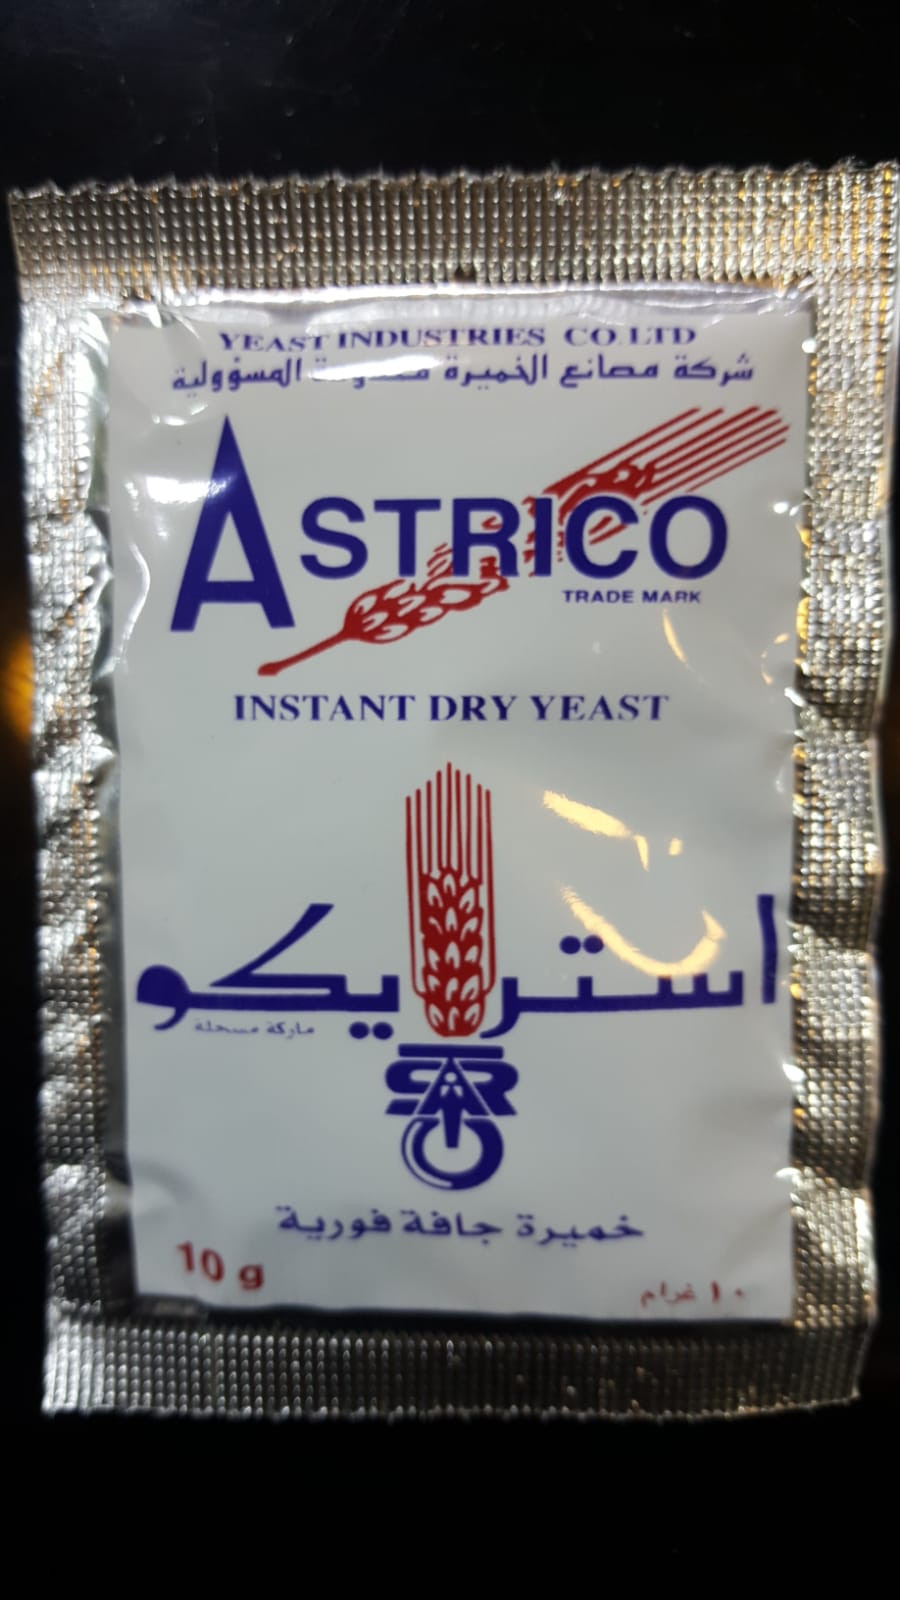 YEAST INDUSTRIES CO. LTD
شركة مصانع الخميرة محدودة المسؤولية
ASTRICO
TRADE MARK
INSTANT DRY YEAST
استريكو
ماركة مسجلة
خميرة جافة فورية
10 g
١٠ غرام